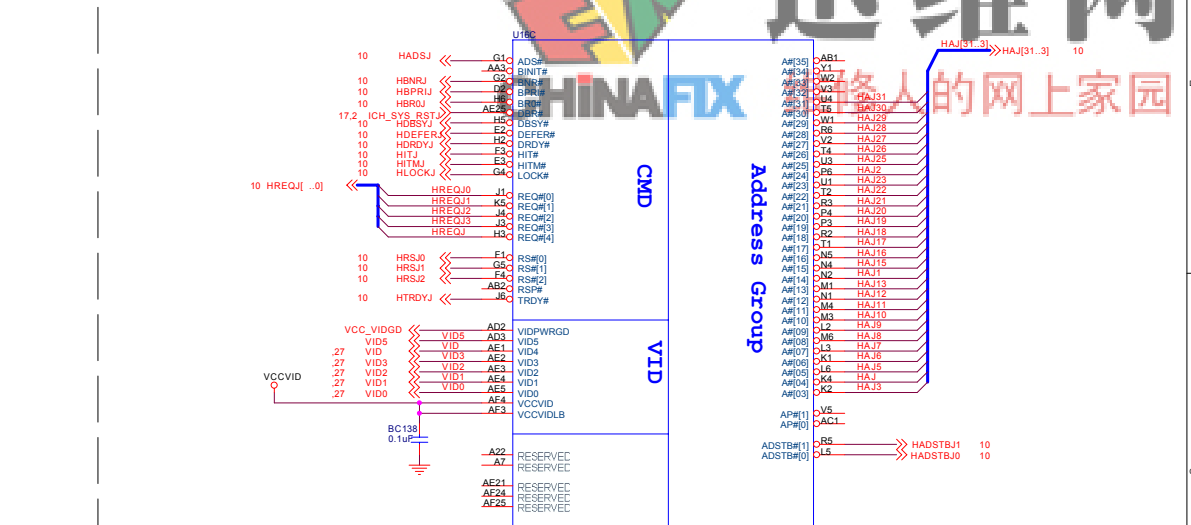 迅维网
CHiNAFIX 维修人的网上家园
U16C
10 HADSJ G1 ADS#
AA3 BINIT#
10 HBNRJ G2 BNR#
10 HBPRIJ D2 BPRI#
10 HBR0J H6 BR0#
17,2 ICH_SYS_RSTJ AE25 DBR#
10 HDBSYJ H5 DBSY#
10 HDEFERJ E2 DEFER#
10 HDRDYJ H2 DRDY#
10 HITJ F3 HIT#
10 HITMJ E3 HITM#
10 HLOCKJ G4 LOCK#
10 HREQJ[ ..0]
HREQJ0 J1 REQ#[0]
HREQJ1 K5 REQ#[1]
HREQJ2 J4 REQ#[2]
HREQJ3 J3 REQ#[3]
HREQJ H3 REQ#[4]
10 HRSJ0 F1 RS#[0]
10 HRSJ1 G5 RS#[1]
10 HRSJ2 F4 RS#[2]
AB2 RSP#
10 HTRDYJ J6 TRDY#
CMD
VCC_VIDGD AD2 VIDPWRGD
VID5 VID5 AD3 VID5
,27 VID VID AE1 VID4
,27 VID3 VID3 AE2 VID3
,27 VID2 VID2 AE3 VID2
,27 VID1 VID1 AE4 VID1
,27 VID0 VID0 AE5 VID0
VCCVID AF4 VCCVID
AF3 VCCVIDLB
VID
BC138
0.1uF
A22 RESERVED
A7 RESERVED
AE21 RESERVED
AF24 RESERVED
AF25 RESERVED
Address Group
HAJ[31..3] HAJ[31..3] 10
A#[35] AB1
A#[34] Y1
A#[33] W2
A#[32] V3
A#[31] U4 HAJ31
A#[30] T5 HAJ30
A#[29] W1 HAJ29
A#[28] R6 HAJ28
A#[27] V2 HAJ27
A#[26] T4 HAJ26
A#[25] U3 HAJ25
A#[24] P6 HAJ2
A#[23] U1 HAJ23
A#[22] T2 HAJ22
A#[21] R3 HAJ21
A#[20] P4 HAJ20
A#[19] P3 HAJ19
A#[18] R2 HAJ18
A#[17] T1 HAJ17
A#[16] N5 HAJ16
A#[15] N4 HAJ15
A#[14] N2 HAJ1
A#[13] M1 HAJ13
A#[12] N1 HAJ12
A#[11] M4 HAJ11
A#[10] M3 HAJ10
A#[09] L2 HAJ9
A#[08] M6 HAJ8
A#[07] L3 HAJ7
A#[06] K1 HAJ6
A#[05] L6 HAJ5
A#[04] K4 HAJ
A#[03] K2 HAJ3
AP#[1] V5
AP#[0] AC1
ADSTB#[1] R5 HADSTBJ1 10
ADSTB#[0] L5 HADSTBJ0 10